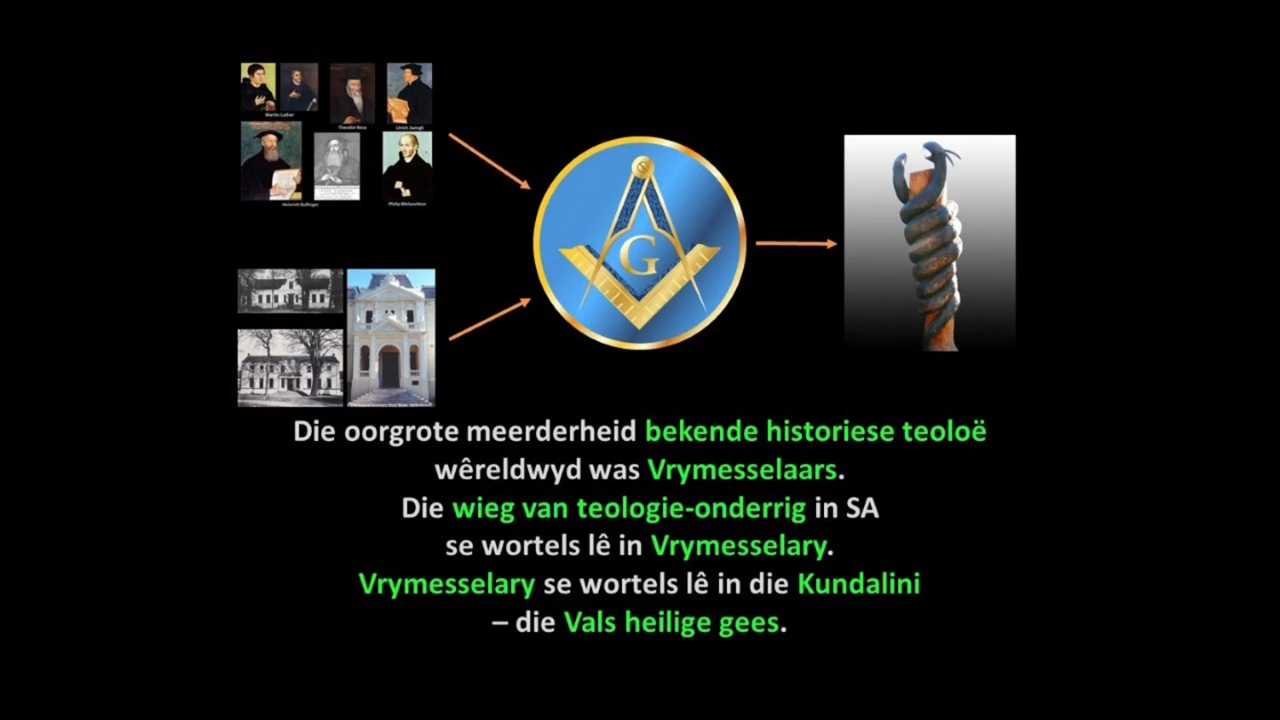 Martin Luther
Theodor Beza
Ulrich Zwingli
Heinrich Bullinger
Philip Melanchton
G
Die oorgrote meerderheid bekende historiese teoloë
wêreldwyd was Vrymesselaars.
Die wieg van teologie-onderrig in SA
se wortels lê in Vrymesselary.
Vrymesselary se wortels lê in die Kundalini
– die Vals heilige gees.